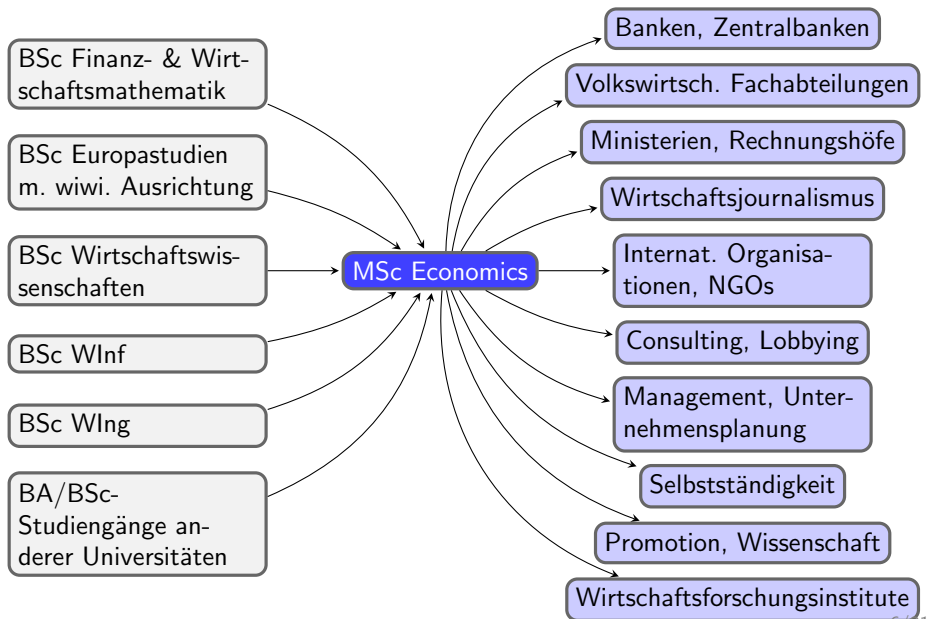 BSc Finanz- & Wirt-
schaftsmathematik
BSc Europastudien
m. wiwi. Ausrichtung
BSc Wirtschaftswis-
senschaften
BSc WInf
BSc WIng
BA/BSc-
Studiengänge an-
derer Universitäten
MSc Economics
Banken, Zentralbanken
Volkswirtsch. Fachabteilungen
Ministerien, Rechnungshöfe
Wirtschaftsjournalismus
Internat. Organisa-
tionen, NGOs
Consulting, Lobbying
Management, Unter-
nehmensplanung
Selbstständigkeit
Promotion, Wissenschaft
Wirtschaftsforschungsinstitute